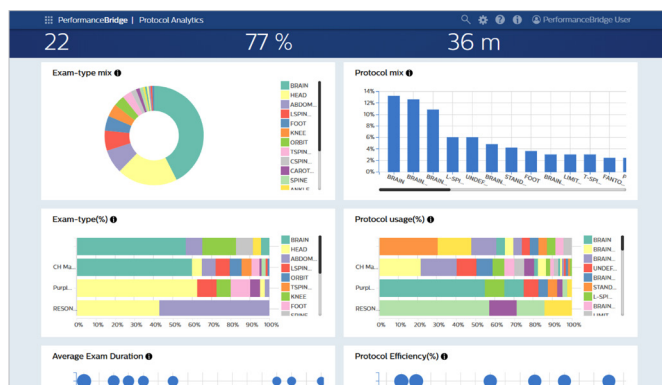 PerformanceBridge | Protocol Analytics
PerformanceBridge User
22 77 % 36 m
Exam-type mix
BRAIN
HEAD
ABDOM...
LSPIN...
FOOT
KNEE
ORBIT
TSPIN...
CSPIN...
CAROT...
SPINE
ANKLE
Protocol mix
14%
12%
10%
8%
6%
4%
2%
0%
BRAIN BRAIN... BRAIN... L-SPI... UNDEF... BRAIN... STAND... FOOT BRAIN... LIMIT... T-SPI... FANTO...
Exam-type(%)
CH Ma...
Purpl...
RESON...
0% 10% 20% 30% 40% 50% 60% 70% 80% 90% 100%
BRAIN
HEAD
ABDOM...
LSPIN...
ORBIT
TSPIN...
KNEE
FOOT
SPINE
Protocol usage(%)
CH Ma...
Purpl...
RESON...
0% 10% 20% 30% 40% 50% 60% 70% 80% 90% 100%
BRAIN
BRAIN...
BRAIN...
UNDEF...
BRAIN...
STAND...
L-SPI...
BRAIN...
LIMIT...
Average Exam Duration
Protocol Efficiency(%)